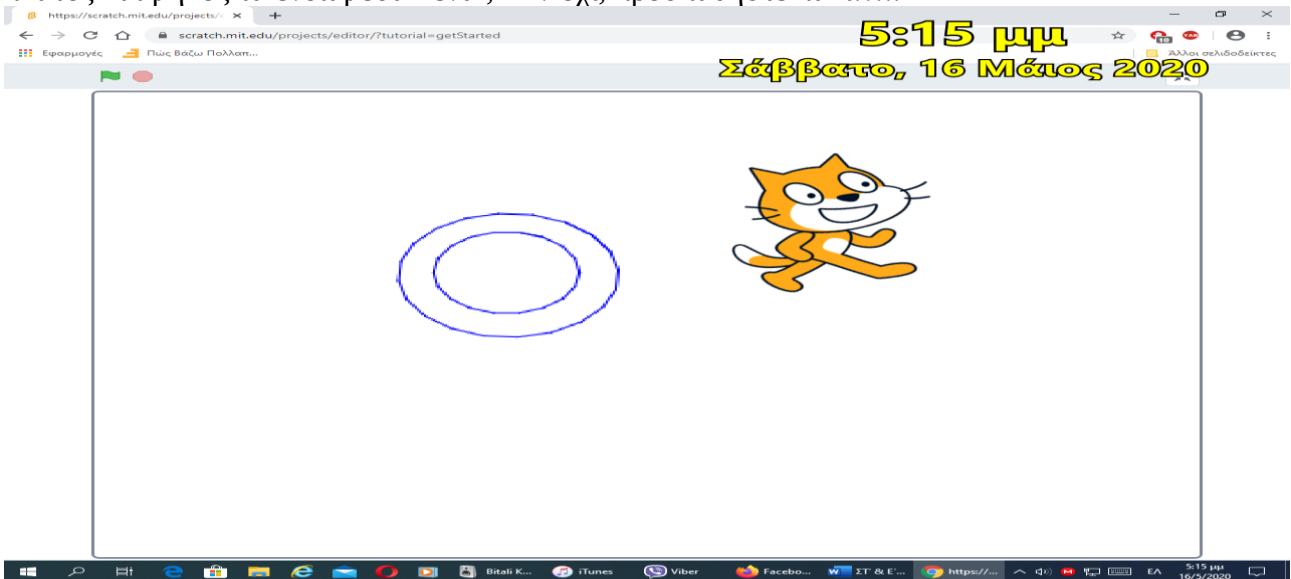 https://scratch.mit.edu/projects/
scratch.mit.edu/projects/editor/?tutorial=getStarted
5:15 μμ
10
Εφαρμογές
Πώς Βάζω Πολλαπ...
Άλλοι σελιδοδείκτες
Σάββατο, 16 Μάιος 2020
Bitali K...
iTunes
Viber
Facebo...
ΣΤ' & Ε'...
https://...
ΕΛ
5:15 μμ
16/5/2020